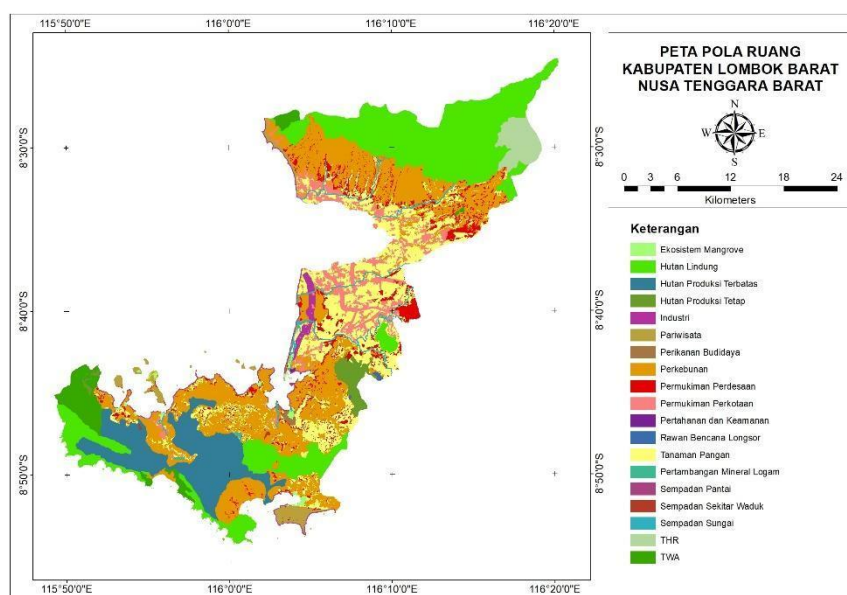 115°50'0"E 116°0'0"E 116°10'0"E 116°20'0"E
8°30'0"S
8°40'0"S
8°50'0"S
8°30'0"S
8°40'0"S
8°50'0"S
115°50'0"E 116°0'0"E 116°10'0"E 116°20'0"E
PETA POLA RUANG
KABUPATEN LOMBOK BARAT
NUSA TENGGARA BARAT
N
W E
S
0 3 6 12 18 24
Kilometers
Keterangan
Ekosistem Mangrove
Hutan Lindung
Hutan Produksi Terbatas
Hutan Produksi Tetap
Industri
Pariwisata
Perikanan Budidaya
Perkebunan
Permukiman Perdesaan
Permukiman Perkotaan
Pertahanan dan Keamanan
Rawan Bencana Longsor
Tanaman Pangan
Pertambangan Mineral Logam
Sempadan Pantai
Sempadan Sekitar Waduk
Sempadan Sungai
THR
TWA